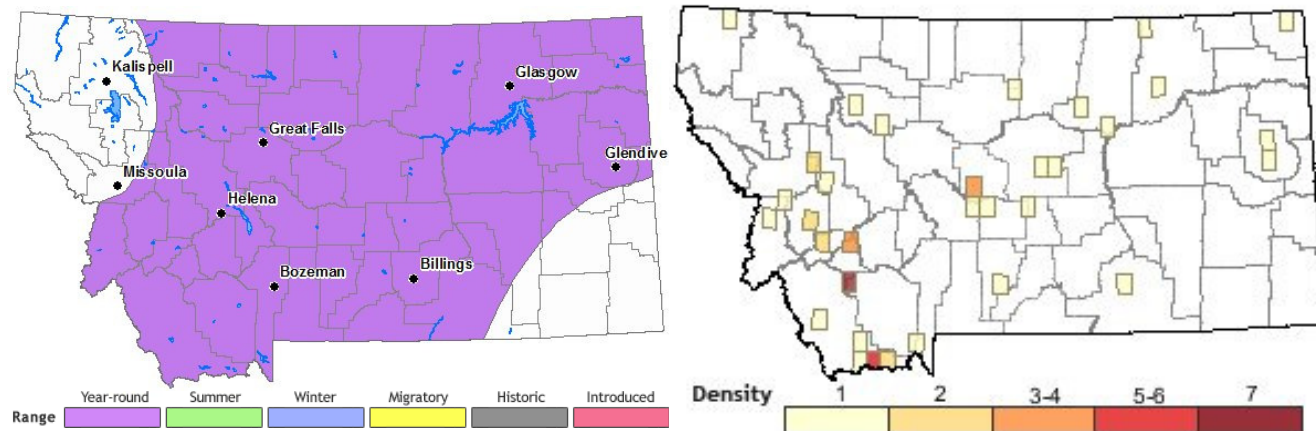 Kalispell
Glasgow
Great Falls
Glendive
Missoula
Helena
Bozeman
Billings
Year-round Summer Winter Migratory Historic Introduced
Range
Density 1 2 3-4 5-6 7